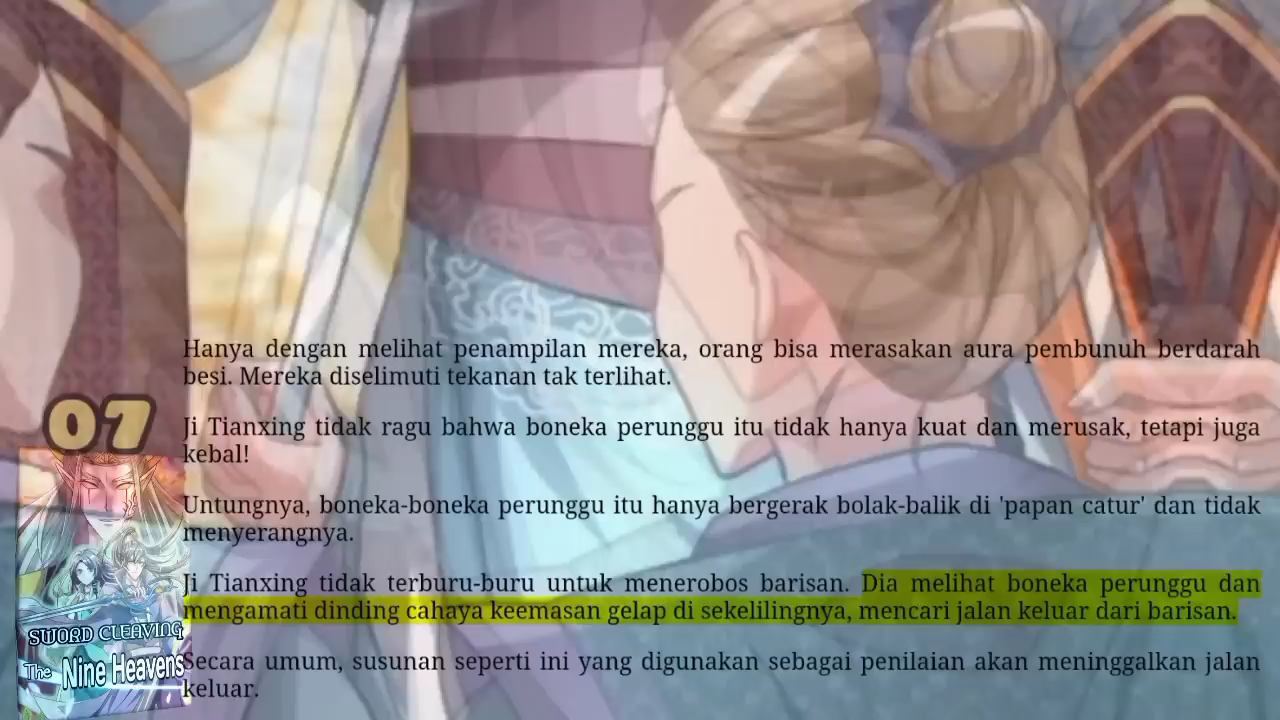 Hanya dengan melihat penampilan mereka, orang bisa merasakan aura pembunuh berdarah
besi. Mereka diselimuti tekanan tak terlihat.
Ji Tianxing tidak ragu bahwa boneka perunggu itu tidak hanya kuat dan merusak, tetapi juga
kebal!
Untungnya, boneka-boneka perunggu itu hanya bergerak bolak-balik di 'papan catur' dan tidak
menyerangnya.
Ji Tianxing tidak terburu-buru untuk menerobos barisan. Dia melihat boneka perunggu dan
mengamati dinding cahaya keemasan gelap di sekelilingnya, mencari jalan keluar dari barisan.
Secara umum, susunan seperti ini yang digunakan sebagai penilaian akan meninggalkan jalan
keluar.
07
SWORD CLEAVING
The Nine Heavens